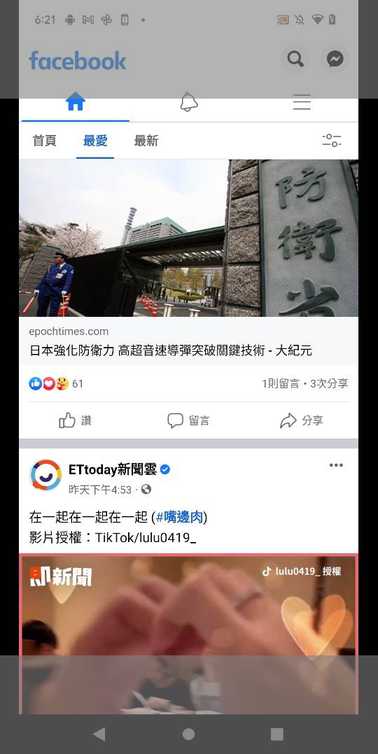 6:21
facebook
首頁 最愛 最新
防衛省
epochtimes.com
日本強化防衛力 高超音速導彈突破關鍵技術 - 大紀元
61 1則留言・3次分享
讚 留言 分享
ETtoday新聞雲
昨天下午4:53 ·
在一起在一起在一起 (#嘴邊肉)
影片授權：TikTok/lulu0419_
即新聞 lulu0419_ 授權